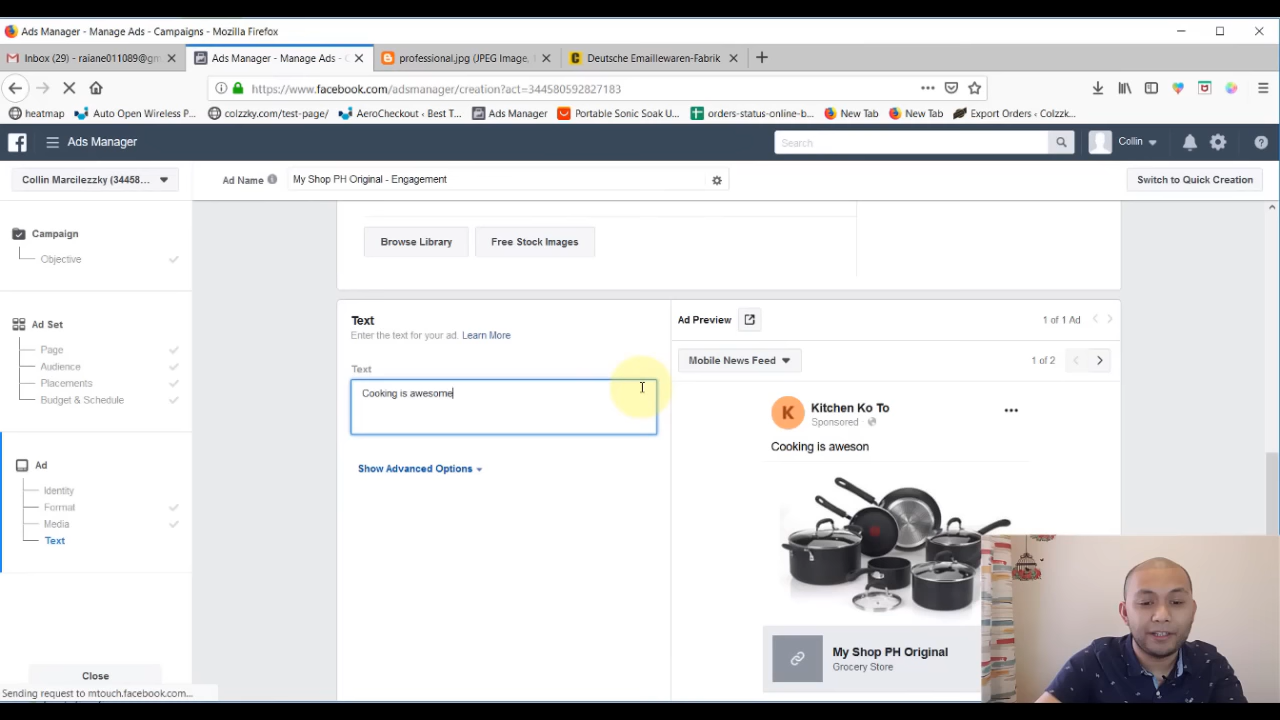 Ads Manager - Manage Ads - Campaigns - Mozilla Firefox
Inbox (29) - raiane011089@gm
Ads Manager - Manage Ads - C
professional.jpg (JPEG Image,
Deutsche Emaillewaren-Fabrik
https://www.facebook.com/adsmanager/creation?act=344580592827183
heatmap
Auto Open Wireless P...
colzzky.com/test-page/
AeroCheckout ‹ Best T...
Ads Manager
Portable Sonic Soak U...
orders-status-online-b...
New Tab
New Tab
Export Orders ‹ Colzzk...
Ads Manager
Search
Collin
Collin Marcilezzky (34458...
Ad Name
My Shop PH Original - Engagement
Switch to Quick Creation
Campaign
Objective
Ad Set
Page
Audience
Placements
Budget & Schedule
Ad
Identity
Format
Media
Text
Close
Sending request to mtouch.facebook.com...
Browse Library
Free Stock Images
Text
Enter the text for your ad. Learn More
Text
Cooking is awesome
Show Advanced Options
Ad Preview
1 of 1 Ad
Mobile News Feed
1 of 2
K
Kitchen Ko To
Sponsored
Cooking is aweson
My Shop PH Original
Grocery Store